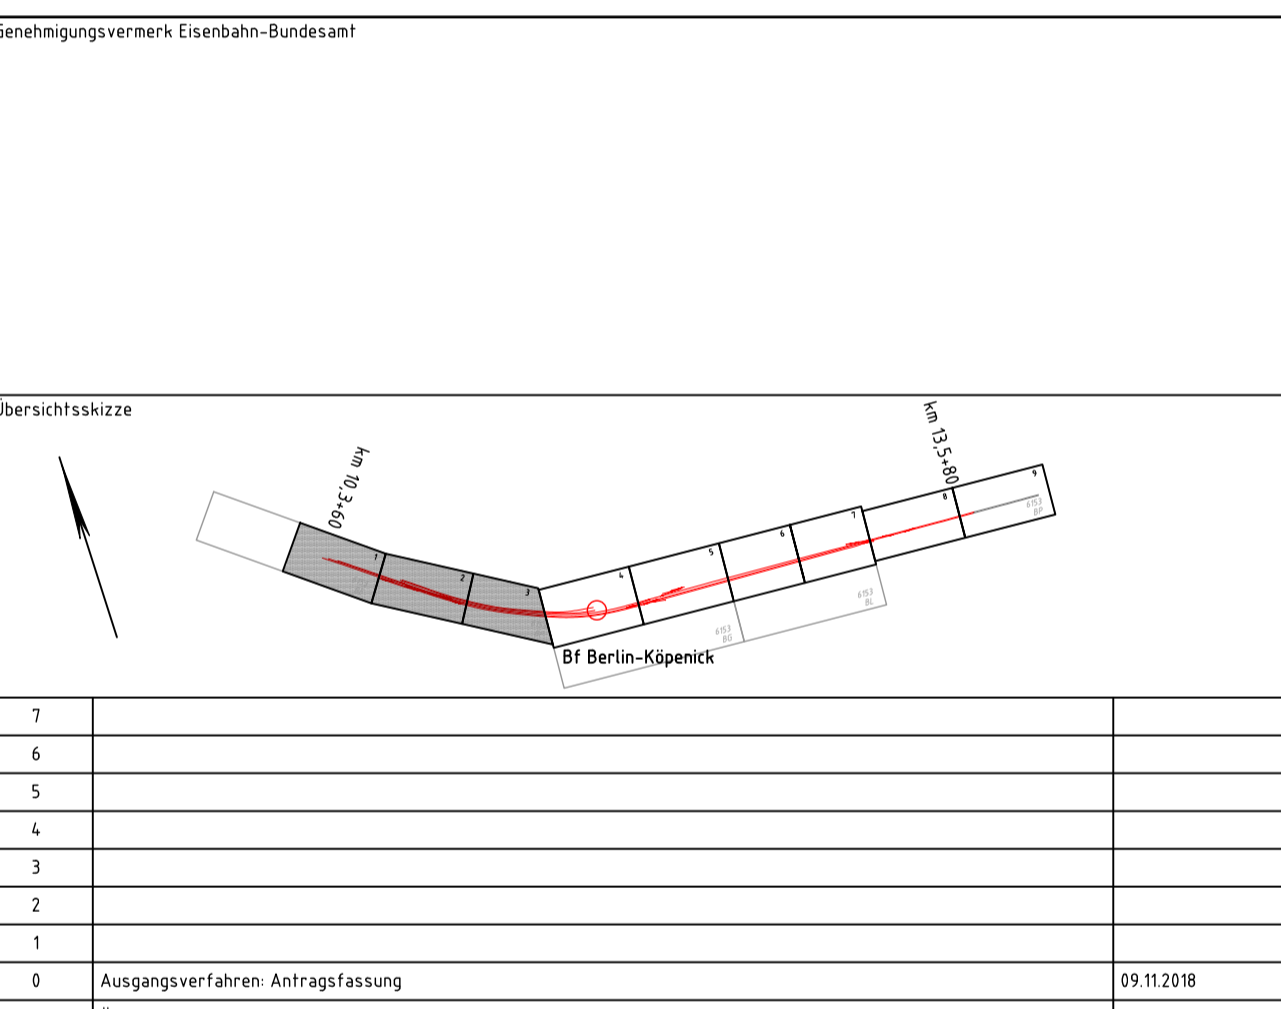 Genehmigungsvermerk Eisenbahn-Bundesamt
Übersichtsskizze
km 10,3+60
km 13,5+80
1
2
3
4
5
6
7
8
9
6153
BP
6153
BL
6153
BG
Bf Berlin-Köpenick
7
6
5
4
3
2
1
0 Ausgangsverfahren: Antragsfassung 09.11.2018